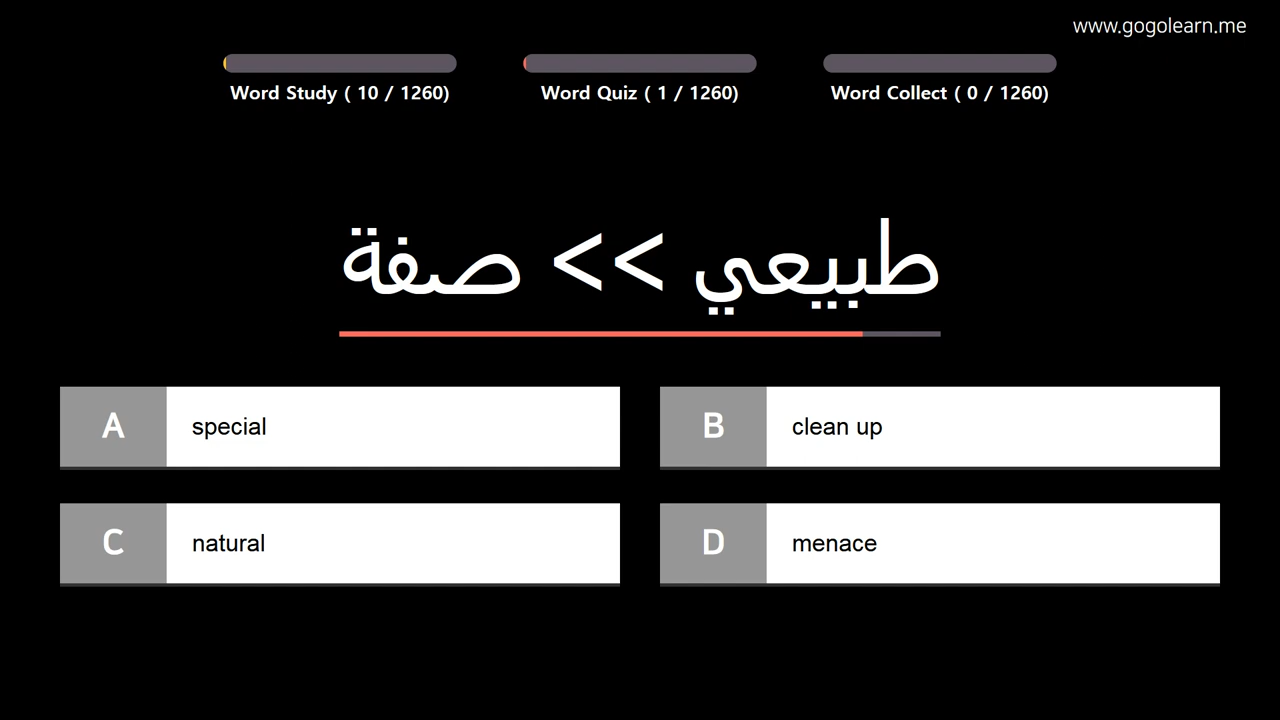 www.gogolearn.me
Word Study ( 10 / 1260)
Word Quiz ( 1 / 1260)
Word Collect ( 0 / 1260)
طبيعي >> صفة
A special
B clean up
C natural
D menace